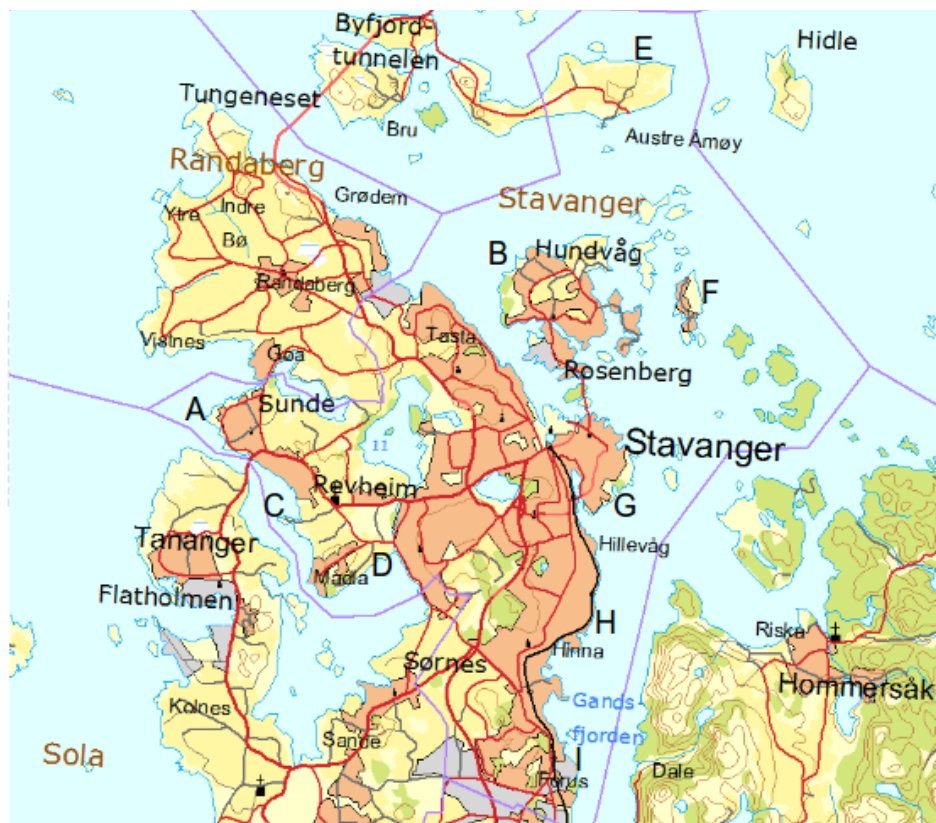 Byfjord-
tunnelen
E
Hidle
Tungeneset
Bru
Austre Åmøy
Randaberg
Grødem
Stavanger
Ytre
Indre
Bø
B
Hundvåg
Randaberg
F
Vistnes
Tasta
Goa
Rosenberg
A
Sunde
11
Stavanger
Revheim
C
G
Tananger
Hillevåg
D
Madla
Flatholmen
H
Riska
Hinna
Sørnes
Hommersåk
Kolnes
Gands-
fjorden
Sande
Sola
I
Forus
Dale